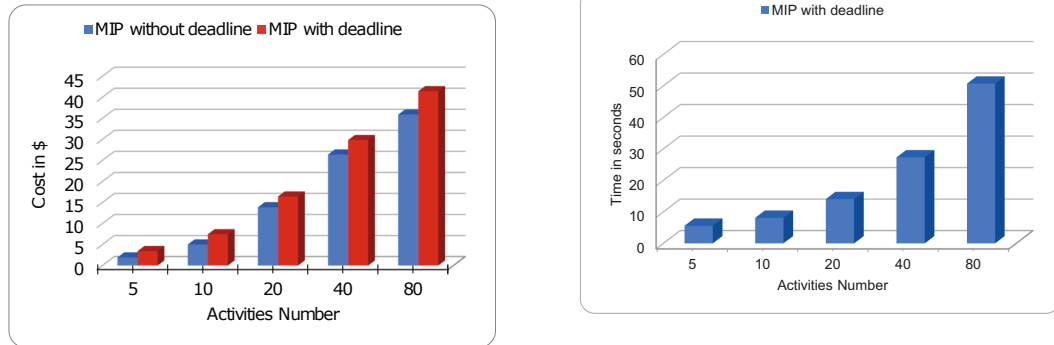 MIP without deadline MIP with deadline
45
40
35
30
25
20
15
10
5
0
Cost in $
5 10 20 40 80
Activities Number
MIP with deadline
60
50
40
30
20
10
0
Time in seconds
5 10 20 40 80
Activities Number